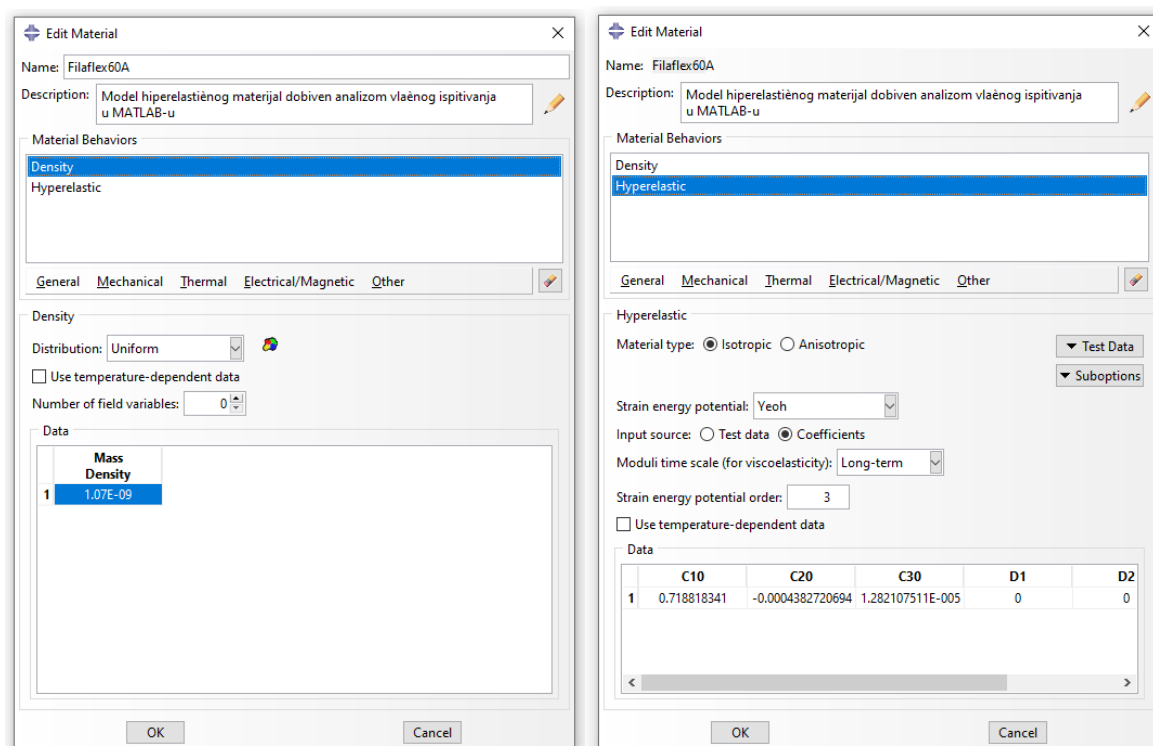 Edit Material
Name: Filaflex60A
Description: Model hiperelastiènog materijal dobiven analizom vlaènog ispitivanja
u MATLAB-u
Material Behaviors
Density
Hyperelastic
General Mechanical Thermal Electrical/Magnetic Other
Density
Distribution: Uniform
Use temperature-dependent data
Number of field variables: 0
Data
Mass
Density
1 1.07E-09
OK Cancel
Edit Material
Name: Filaflex60A
Description: Model hiperelastiènog materijal dobiven analizom vlaènog ispitivanja
u MATLAB-u
Material Behaviors
Density
Hyperelastic
General Mechanical Thermal Electrical/Magnetic Other
Hyperelastic
Material type: Isotropic Anisotropic
Test Data
Suboptions
Strain energy potential: Yeoh
Input source: Test data Coefficients
Moduli time scale (for viscoelasticity): Long-term
Strain energy potential order: 3
Use temperature-dependent data
Data
C10 C20 C30 D1 D2
1 0.718818341 -0.0004382720694 1.282107511E-005 0 0
OK Cancel